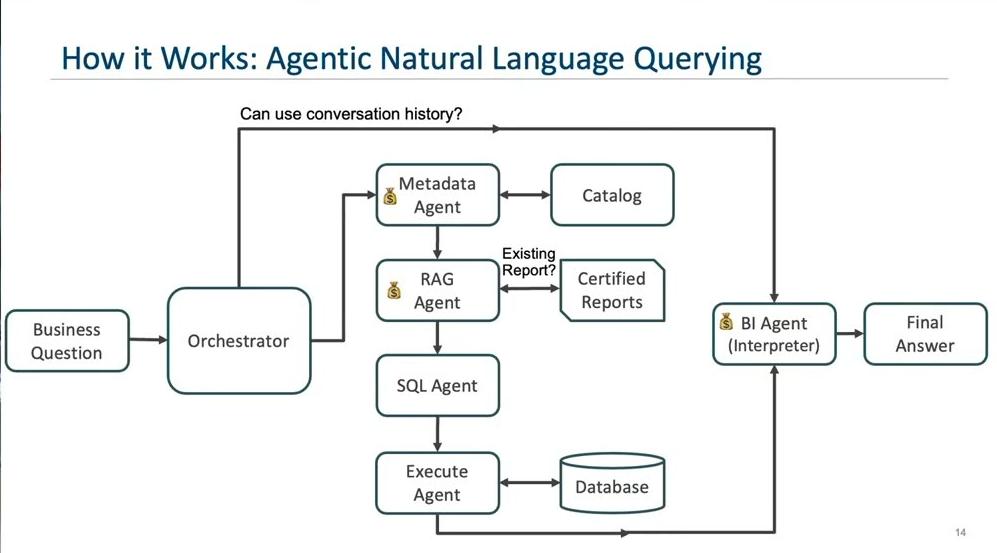 How it Works: Agentic Natural Language Querying
Can use conversation history?
Metadata
Agent
Catalog
Existing
Report?
RAG
Agent
Certified
Reports
Business
Question
Orchestrator
BI Agent
(Interpreter)
Final
Answer
SQL Agent
Execute
Agent
Database
14